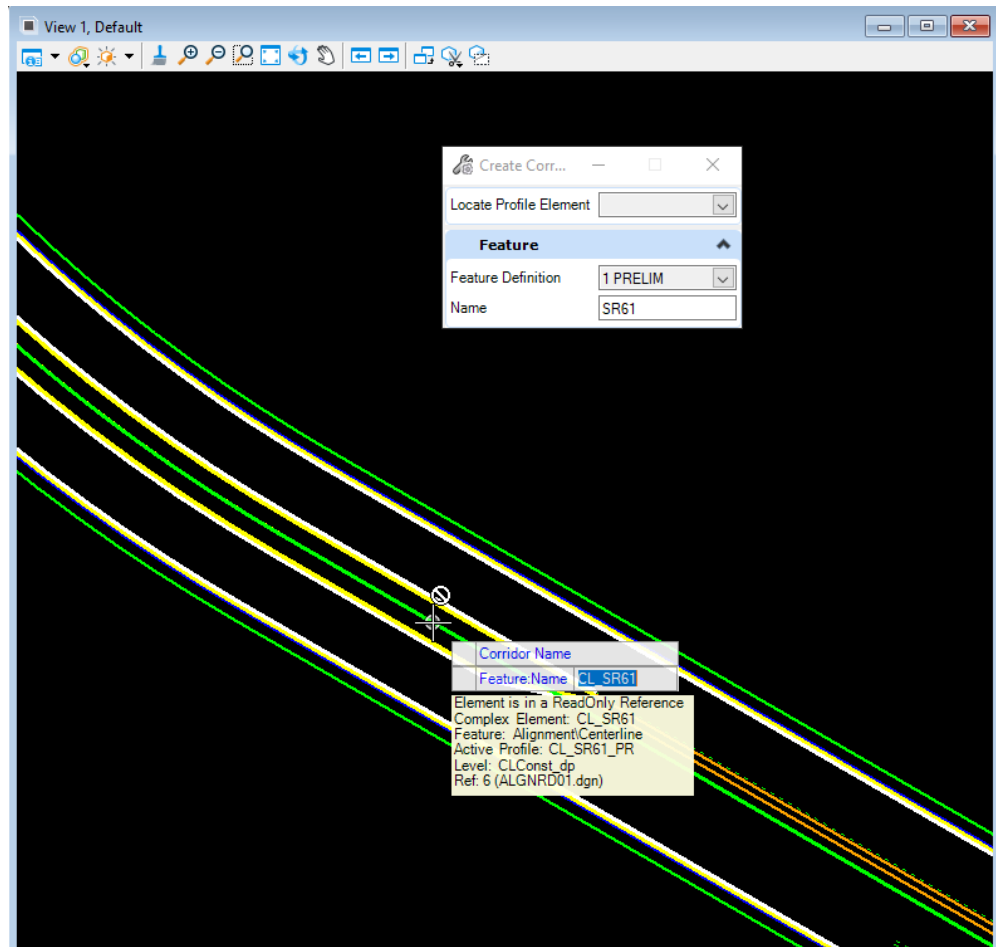 View 1, Default
Create Corr...
Locate Profile Element
Feature
Feature Definition 1 PRELIM
Name SR61
Corridor Name
Feature:Name CL_SR61
Element is in a ReadOnly Reference
Complex Element: CL_SR61
Feature: Alignment\Centerline
Active Profile: CL_SR61_PR
Level: CLConst_dp
Ref: 6 (ALGNRD01.dgn)